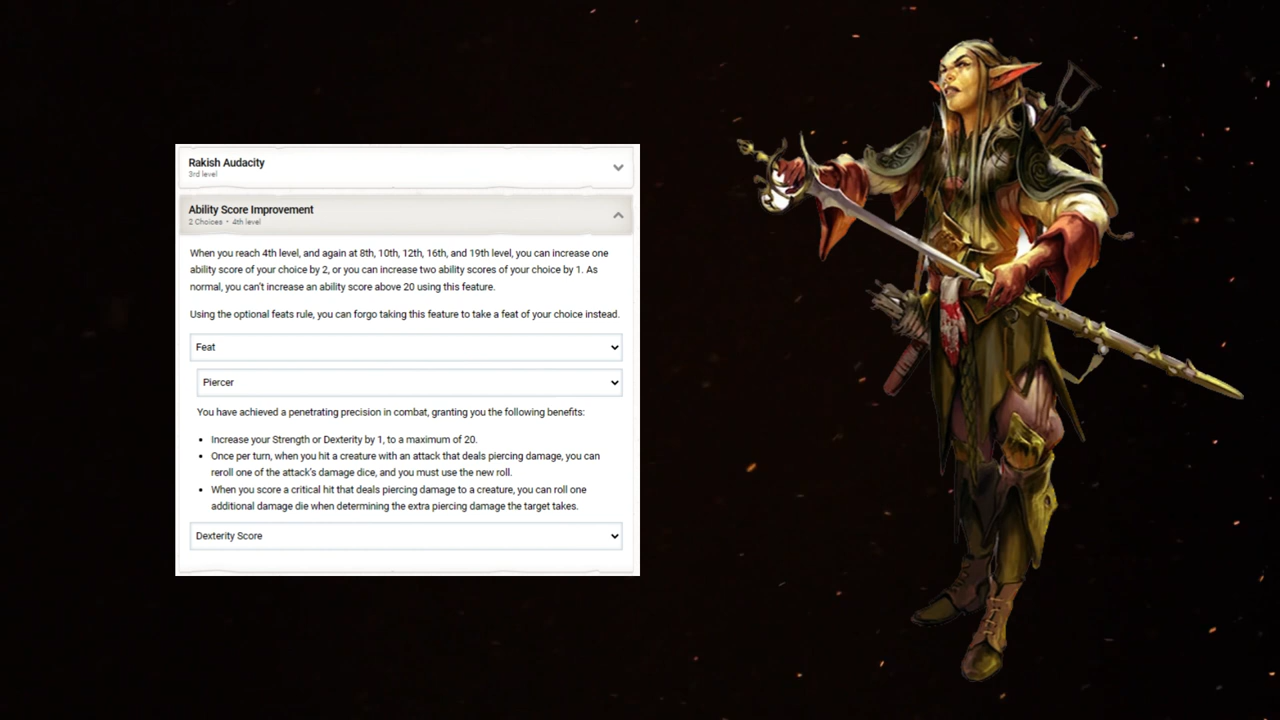 Rakish Audacity
3rd level
Ability Score Improvement
2 Choices • 4th level
When you reach 4th level, and again at 8th, 10th, 12th, 16th, and 19th level, you can increase one
ability score of your choice by 2, or you can increase two ability scores of your choice by 1. As
normal, you can't increase an ability score above 20 using this feature.
Using the optional feats rule, you can forgo taking this feature to take a feat of your choice instead.
Feat
Piercer
You have achieved a penetrating precision in combat, granting you the following benefits:
• Increase your Strength or Dexterity by 1, to a maximum of 20.
• Once per turn, when you hit a creature with an attack that deals piercing damage, you can
reroll one of the attack's damage dice, and you must use the new roll.
• When you score a critical hit that deals piercing damage to a creature, you can roll one
additional damage die when determining the extra piercing damage the target takes.
Dexterity Score